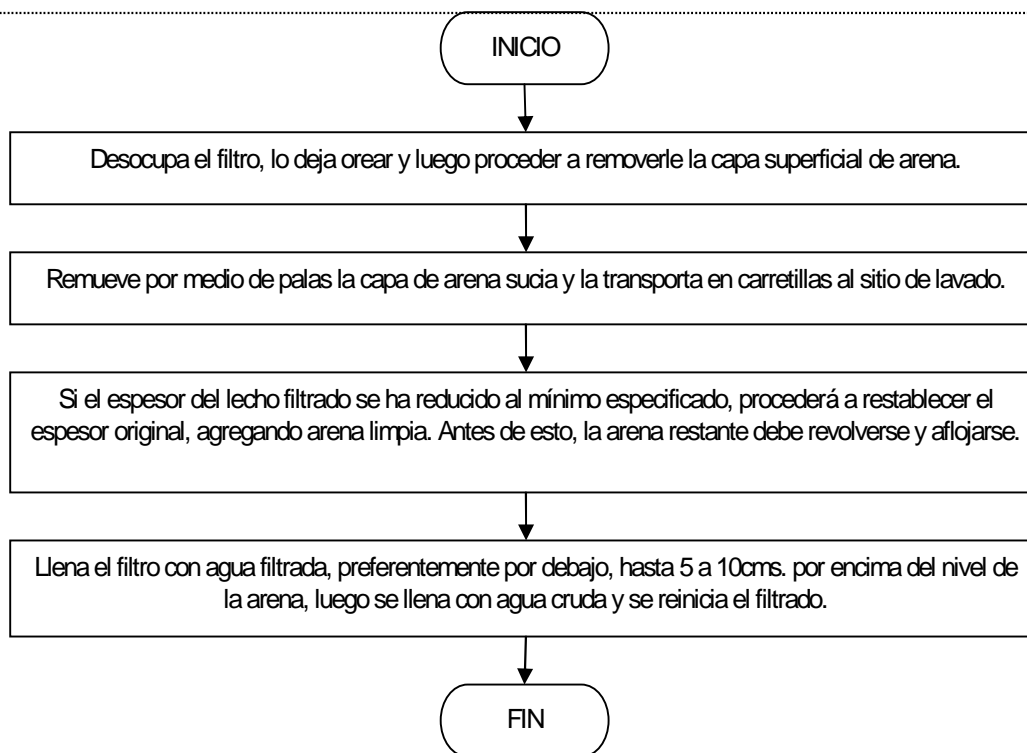 INICIO
Desocupa el filtro, lo deja orear y luego proceder a removerle la capa superficial de arena.
Remueve por medio de palas la capa de arena sucia y la transporta en carretillas al sitio de lavado.
Si el espesor del lecho filtrado se ha reducido al mínimo especificado, procederá a restablecer el
espesor original, agregando arena limpia. Antes de esto, la arena restante debe revolverse y aflojarse.
Llena el filtro con agua filtrada, preferentemente por debajo, hasta 5 a 10cms. por encima del nivel de
la arena, luego se llena con agua cruda y se reinicia el filtrado.
FIN